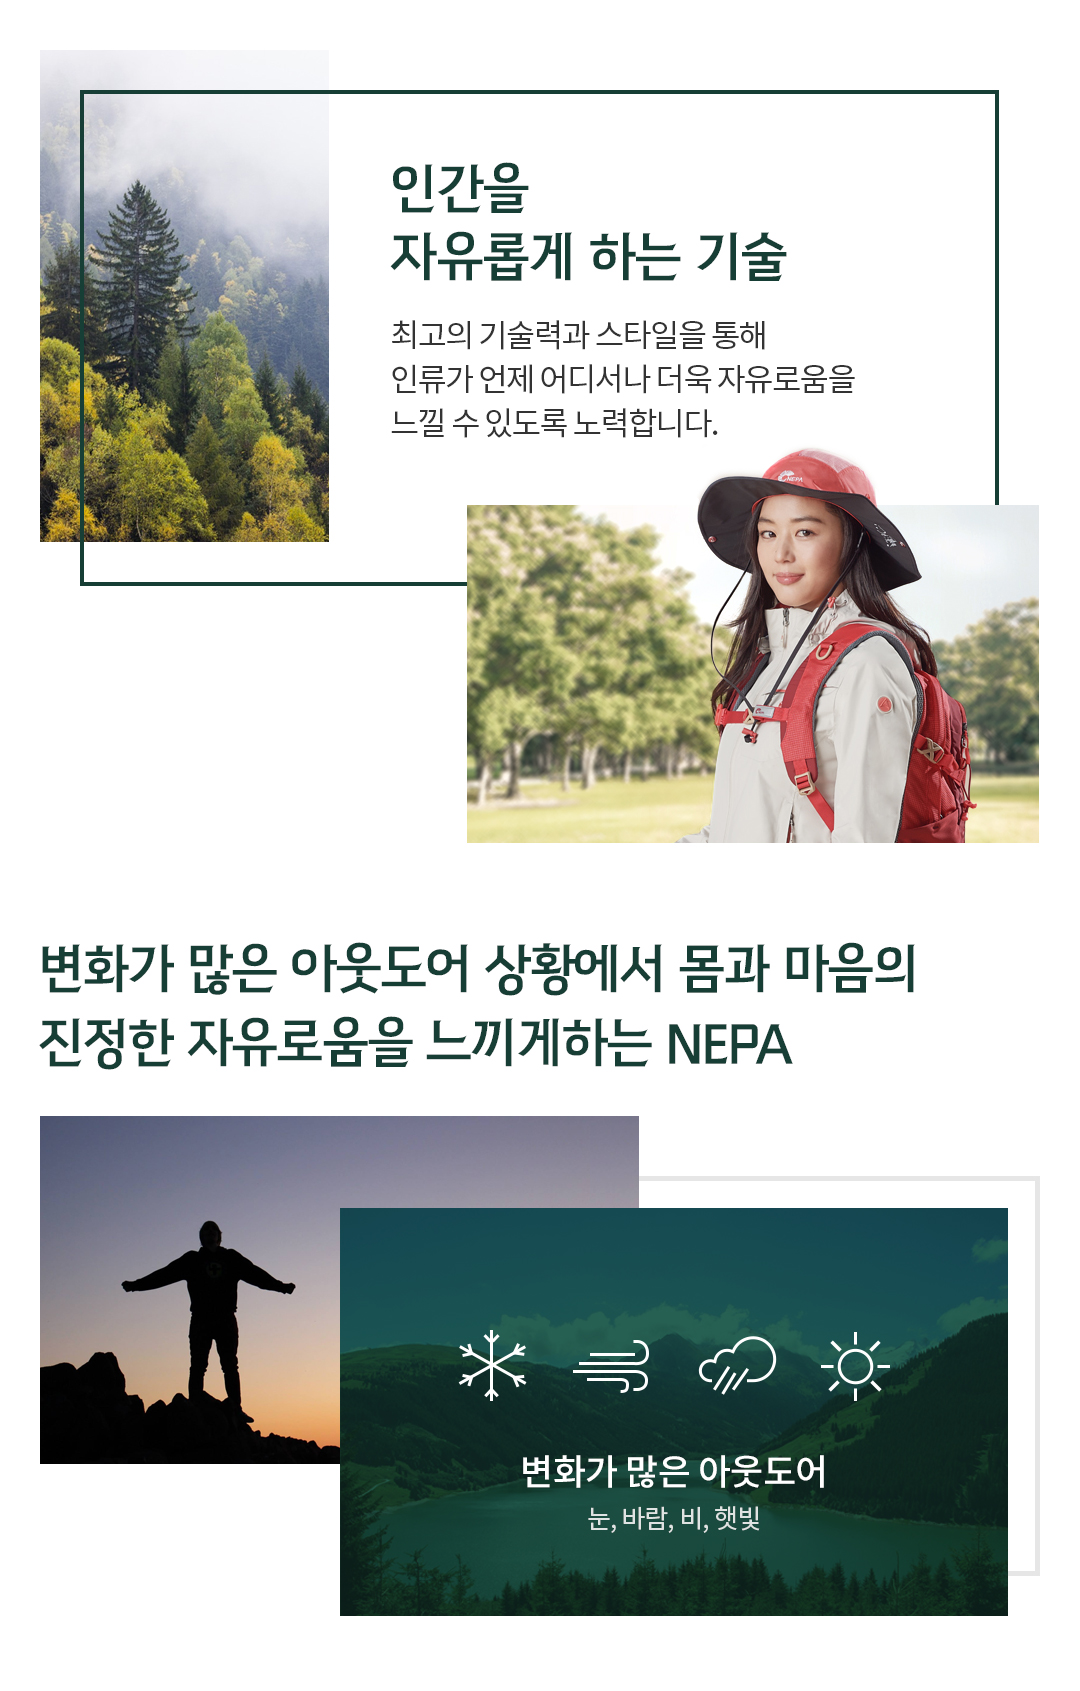 인간을
자유롭게 하는 기술
최고의 기술력과 스타일을 통해
인류가 언제 어디서나 더욱 자유로움을
느낄 수 있도록 노력합니다.
NEPA
변화가 많은 아웃도어 상황에서 몸과 마음의
진정한 자유로움을 느끼게하는 NEPA
변화가 많은 아웃도어
눈, 바람, 비, 햇빛